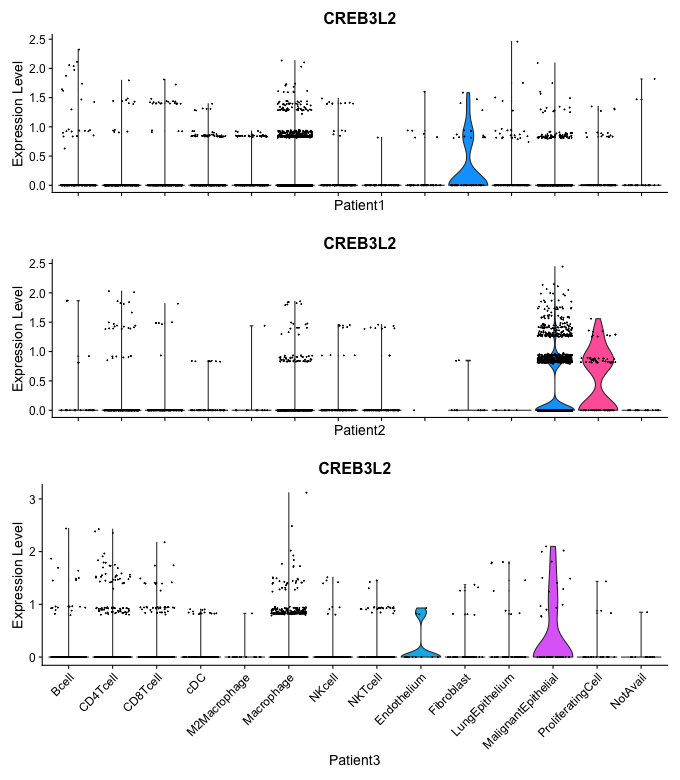 CREB3L2
Expression Level
2.5
2.0
1.5
1.0
0.5
0.0
Patient1
CREB3L2
Expression Level
2.5
2.0
1.5
1.0
0.5
0.0
Patient2
CREB3L2
Expression Level
3
2
1
0
Bcell
CD4Tcell
CD8Tcell
cDC
M2Macrophage
Macrophage
NKcell
NKTcell
Endothelium
Fibroblast
LungEpithelium
MalignantEpithelial
ProliferatingCell
NotAvail
Patient3